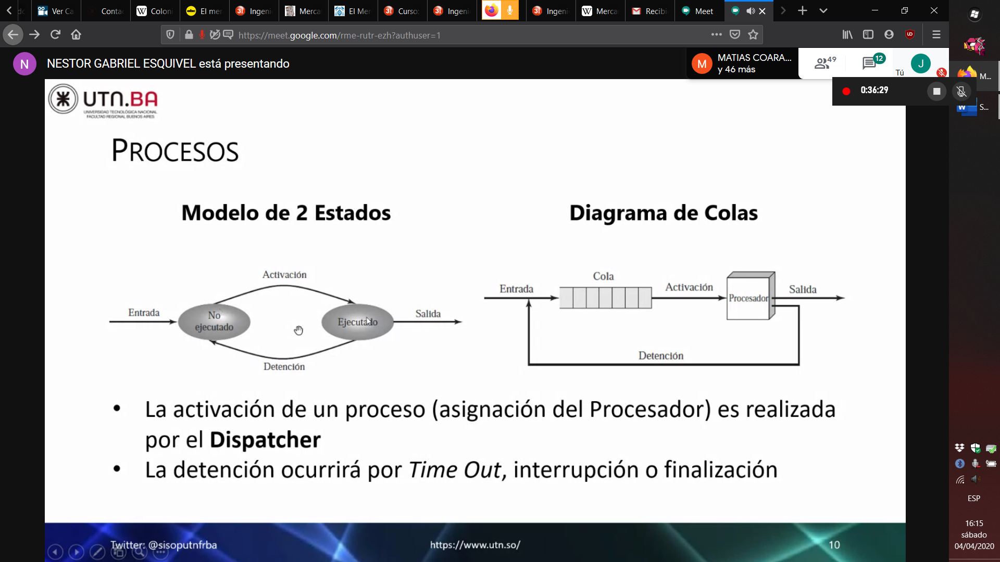 Ver Ca
Conta
Coloni
El mer
Ingeni
Merca
El Mer
Curso:
Ingeni
Ingeni
Merca
Recibi
Meet
https://meet.google.com/rme-rutr-ezh?authuser=1
N
NESTOR GABRIEL ESQUIVEL está presentando
M
MATIAS COARA...
y 46 más
49
12
Tú
J
M...
0:36:29
S...
UTN.BA
UNIVERSIDAD TECNOLÓGICA NACIONAL
FACULTAD REGIONAL BUENOS AIRES
PROCESOS
Modelo de 2 Estados
Diagrama de Colas
Activación
Entrada
No
ejecutado
Ejecutado
Salida
Detención
Cola
Entrada
Activación
Procesador
Salida
Detención
• La activación de un proceso (asignación del Procesador) es realizada
por el Dispatcher
• La detención ocurrirá por Time Out, interrupción o finalización
Twitter: @sisoputnfrba
https://www.utn.so/
10
ESP
16:15
sábado
04/04/2020